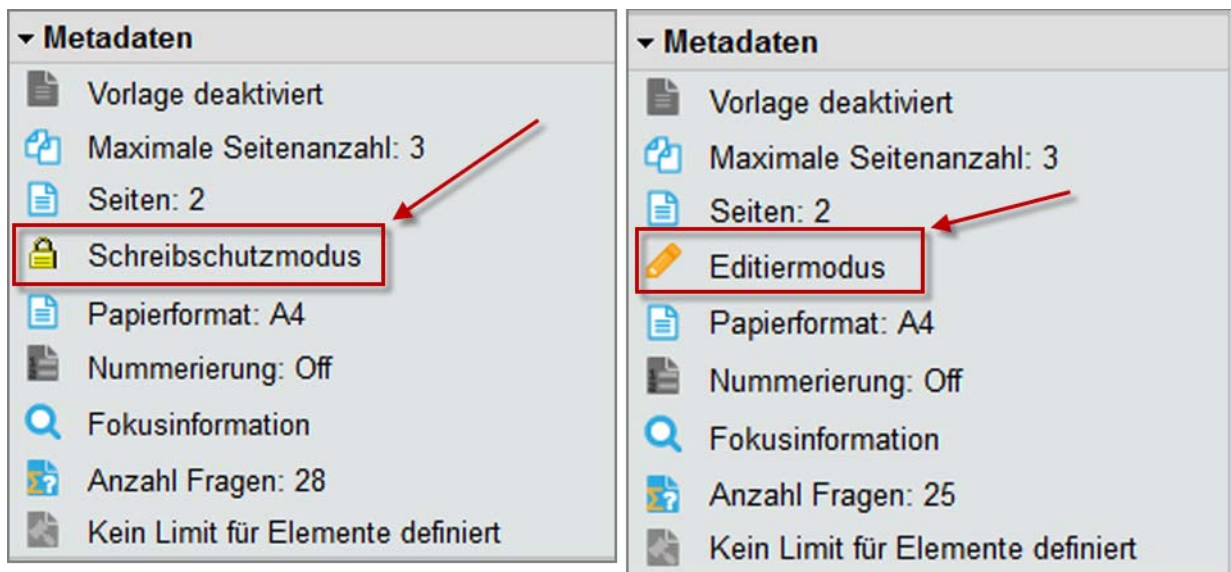 Metadaten
Vorlage deaktiviert
Maximale Seitenanzahl: 3
Seiten: 2
Schreibschutzmodus
Papierformat: A4
Nummerierung: Off
Fokusinformation
Anzahl Fragen: 28
Kein Limit für Elemente definiert
Metadaten
Vorlage deaktiviert
Maximale Seitenanzahl: 3
Seiten: 2
Editiermodus
Papierformat: A4
Nummerierung: Off
Fokusinformation
Anzahl Fragen: 25
Kein Limit für Elemente definiert